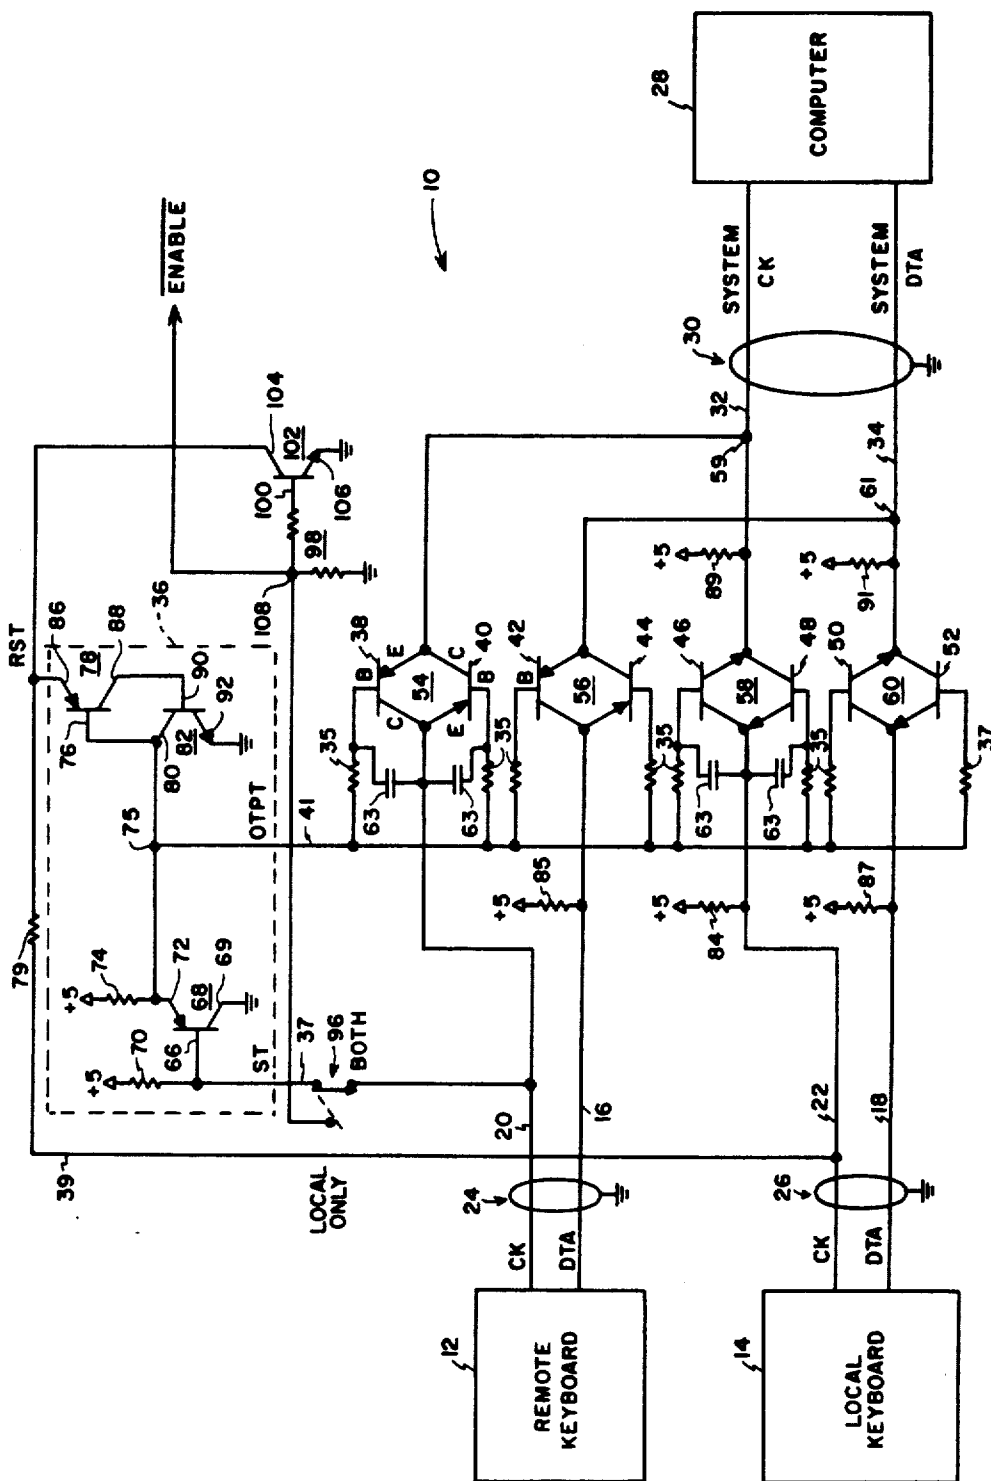 10
ENABLE
RST
86
36
78
88
76
80
82
90
92
OTPT
75
79
+5
74
72
68
69
+5
70
66
ST
37
96
BOTH
LOCAL
ONLY
39
108
98
100
102
104
106
41
35
63
63
35
B
38
E
54
C
C
40
B
E
B
42
56
44
35
46
58
48
63
63
35
50
60
52
37
+5
85
+5
84
+5
87
+5
89
+5
91
59
61
32
34
30
SYSTEM
CK
SYSTEM
DTA
28
COMPUTER
20
16
22
18
24
26
CK
DTA
CK
DTA
12
REMOTE
KEYBOARD
14
LOCAL
KEYBOARD